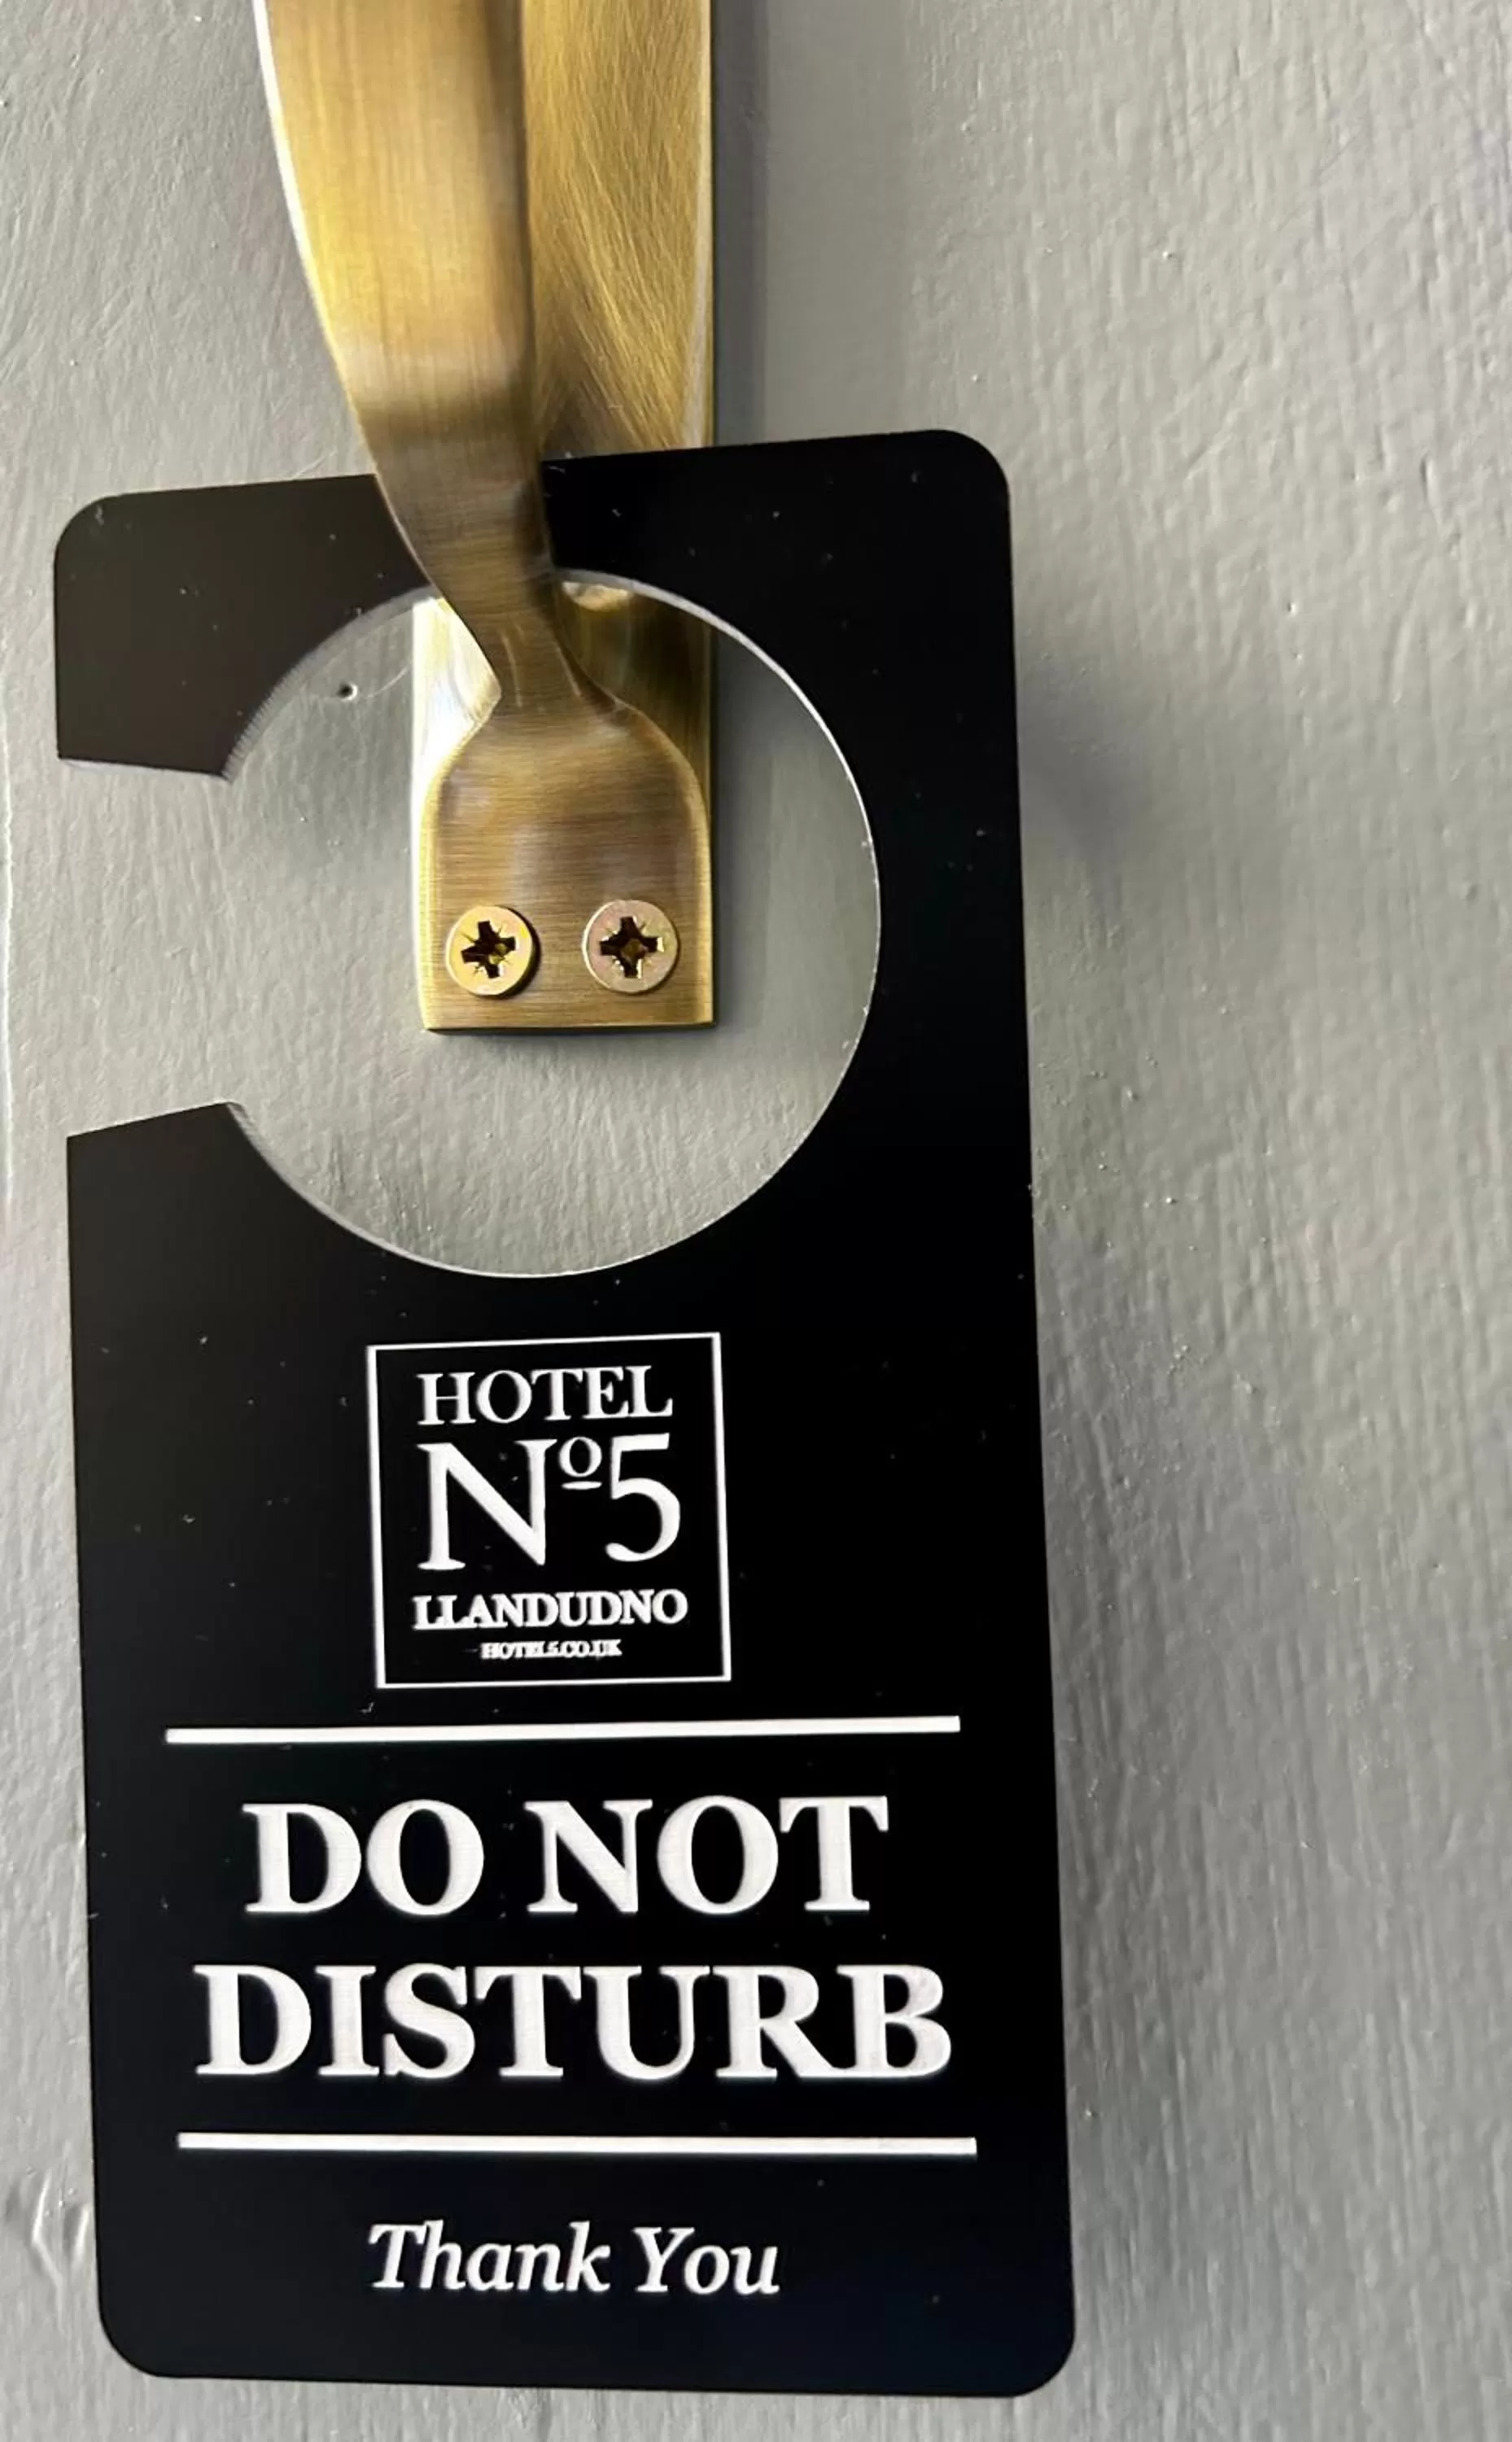 HOTEL
Nº5
LLANDUDNO
HOTEL5.CO.UK
DO NOT
DISTURB
Thank You